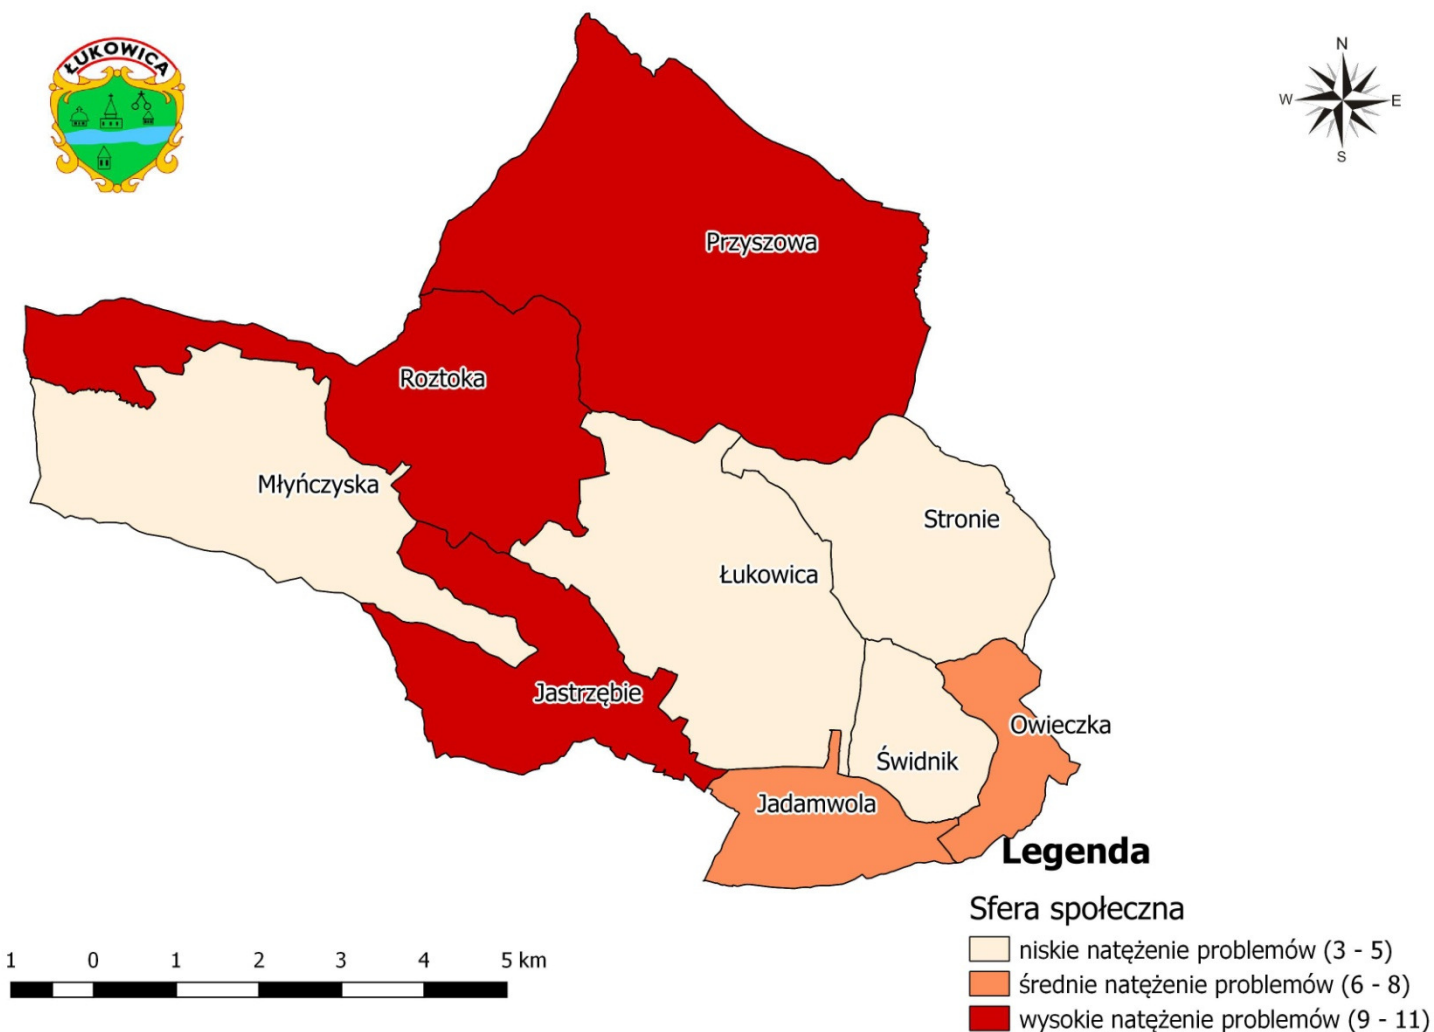 ŁUKOWICA
N
W E
S
Przyszowa
Roztoka
Młyńczyska
Stronie
Łukowica
Jastrzębie
Owieczka
Świdnik
Jadamwola
Legenda
Sfera społeczna
niskie natężenie problemów (3 - 5)
średnie natężenie problemów (6 - 8)
wysokie natężenie problemów (9 - 11)
1 0 1 2 3 4 5 km